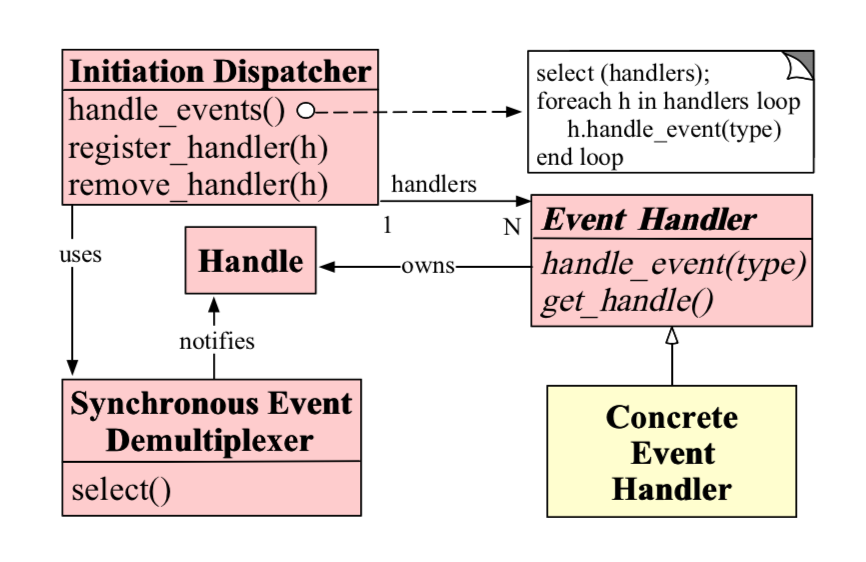 Initiation Dispatcher
handle_events()
register_handler(h)
remove_handler(h)
select (handlers);
foreach h in handlers loop
h.handle_event(type)
end loop
handlers
1
N
uses
Handle
owns
Event Handler
handle_event(type)
get_handle()
notifies
Synchronous Event
Demultiplexer
select()
Concrete
Event
Handler